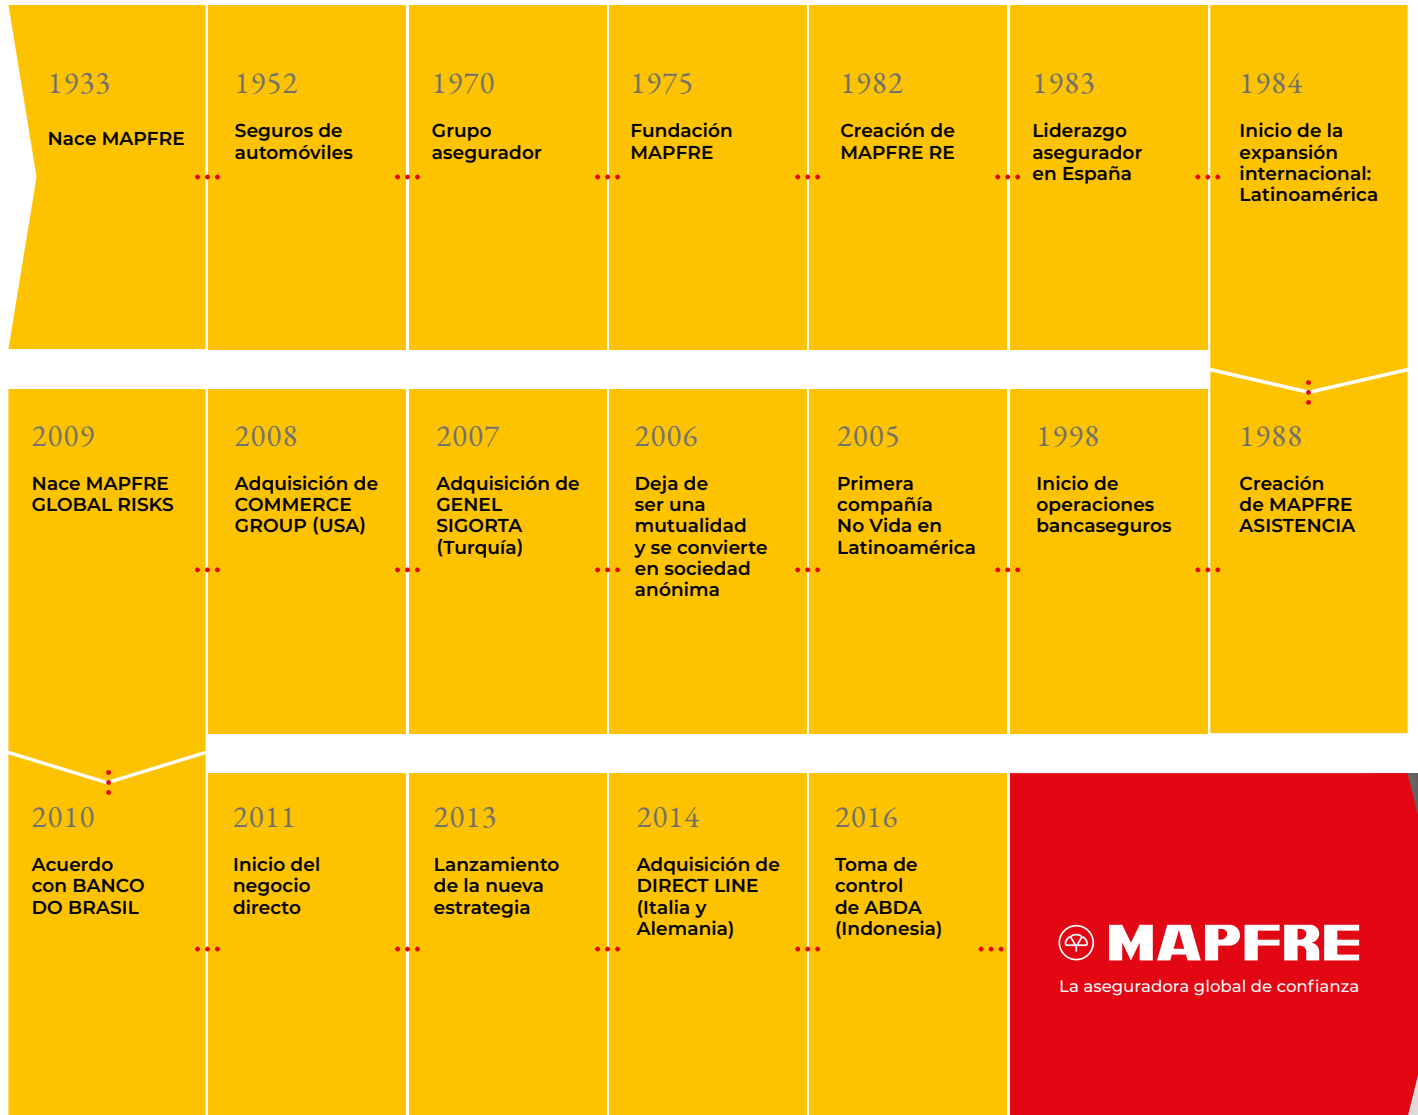 1933
Nace MAPFRE
1952
Seguros de
automóviles
1970
Grupo
asegurador
1975
Fundación
MAPFRE
1982
Creación de
MAPFRE RE
1983
Liderazgo
asegurador
en España
1984
Inicio de la
expansión
internacional:
Latinoamérica
1988
Creación
de MAPFRE
ASISTENCIA
1998
Inicio de
operaciones
bancaseguros
2005
Primera
compañía
No Vida en
Latinoamérica
2006
Deja de
ser una
mutualidad
y se convierte
en sociedad
anónima
2007
Adquisición de
GENEL
SIGORTA
(Turquía)
2008
Adquisición de
COMMERCE
GROUP (USA)
2009
Nace MAPFRE
GLOBAL RISKS
2010
Acuerdo
con BANCO
DO BRASIL
2011
Inicio del
negocio
directo
2013
Lanzamiento
de la nueva
estrategia
2014
Adquisición de
DIRECT LINE
(Italia y
Alemania)
2016
Toma de
control
de ABDA
(Indonesia)
MAPFRE
La aseguradora global de confianza